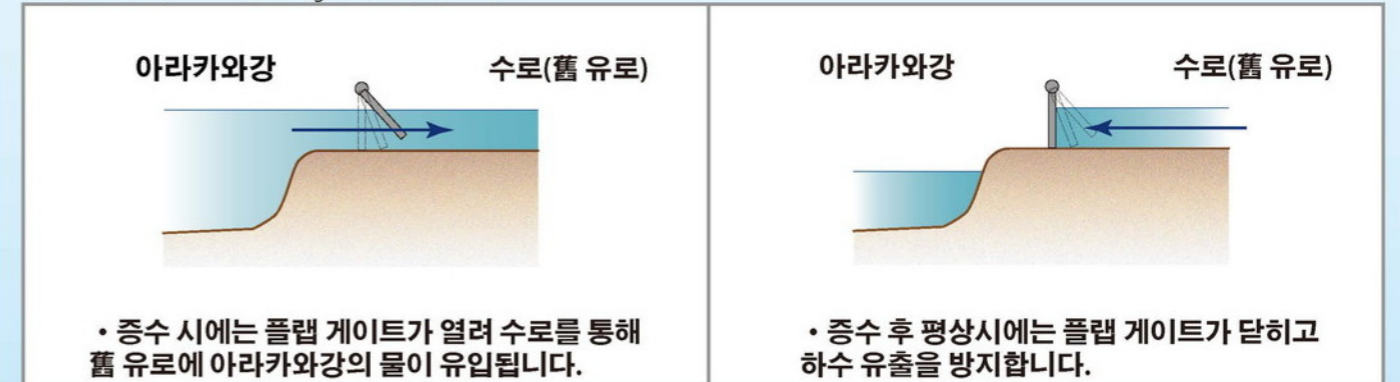 아라카와강
수로(舊 유로)
• 증수 시에는 플랩 게이트가 열려 수로를 통해
舊 유로에 아라카와강의 물이 유입됩니다.
아라카와강
수로(舊 유로)
• 증수 후 평상시에는 플랩 게이트가 닫히고
하수 유출을 방지합니다.